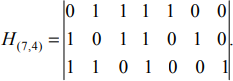 |0 1 1 1 1 0 0|
H(7,4) = |1 0 1 1 0 1 0|.
|1 1 0 1 0 0 1|